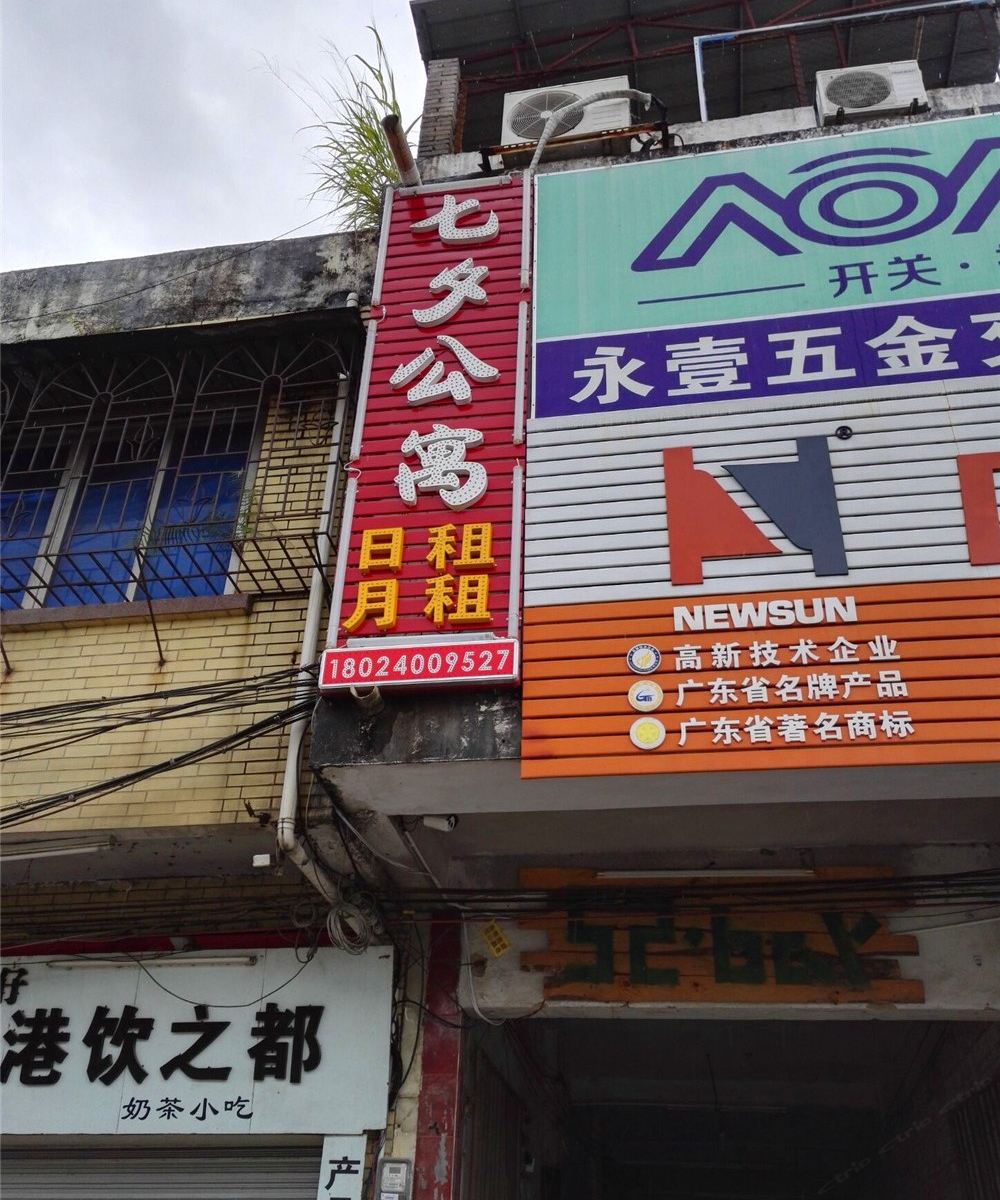 七夕公寓
日租
月租
18024009527
开关·
永壹五金
NEWSUN
高新技术企业
广东省名牌产品
广东省著名商标
港饮之都
奶茶小吃
产